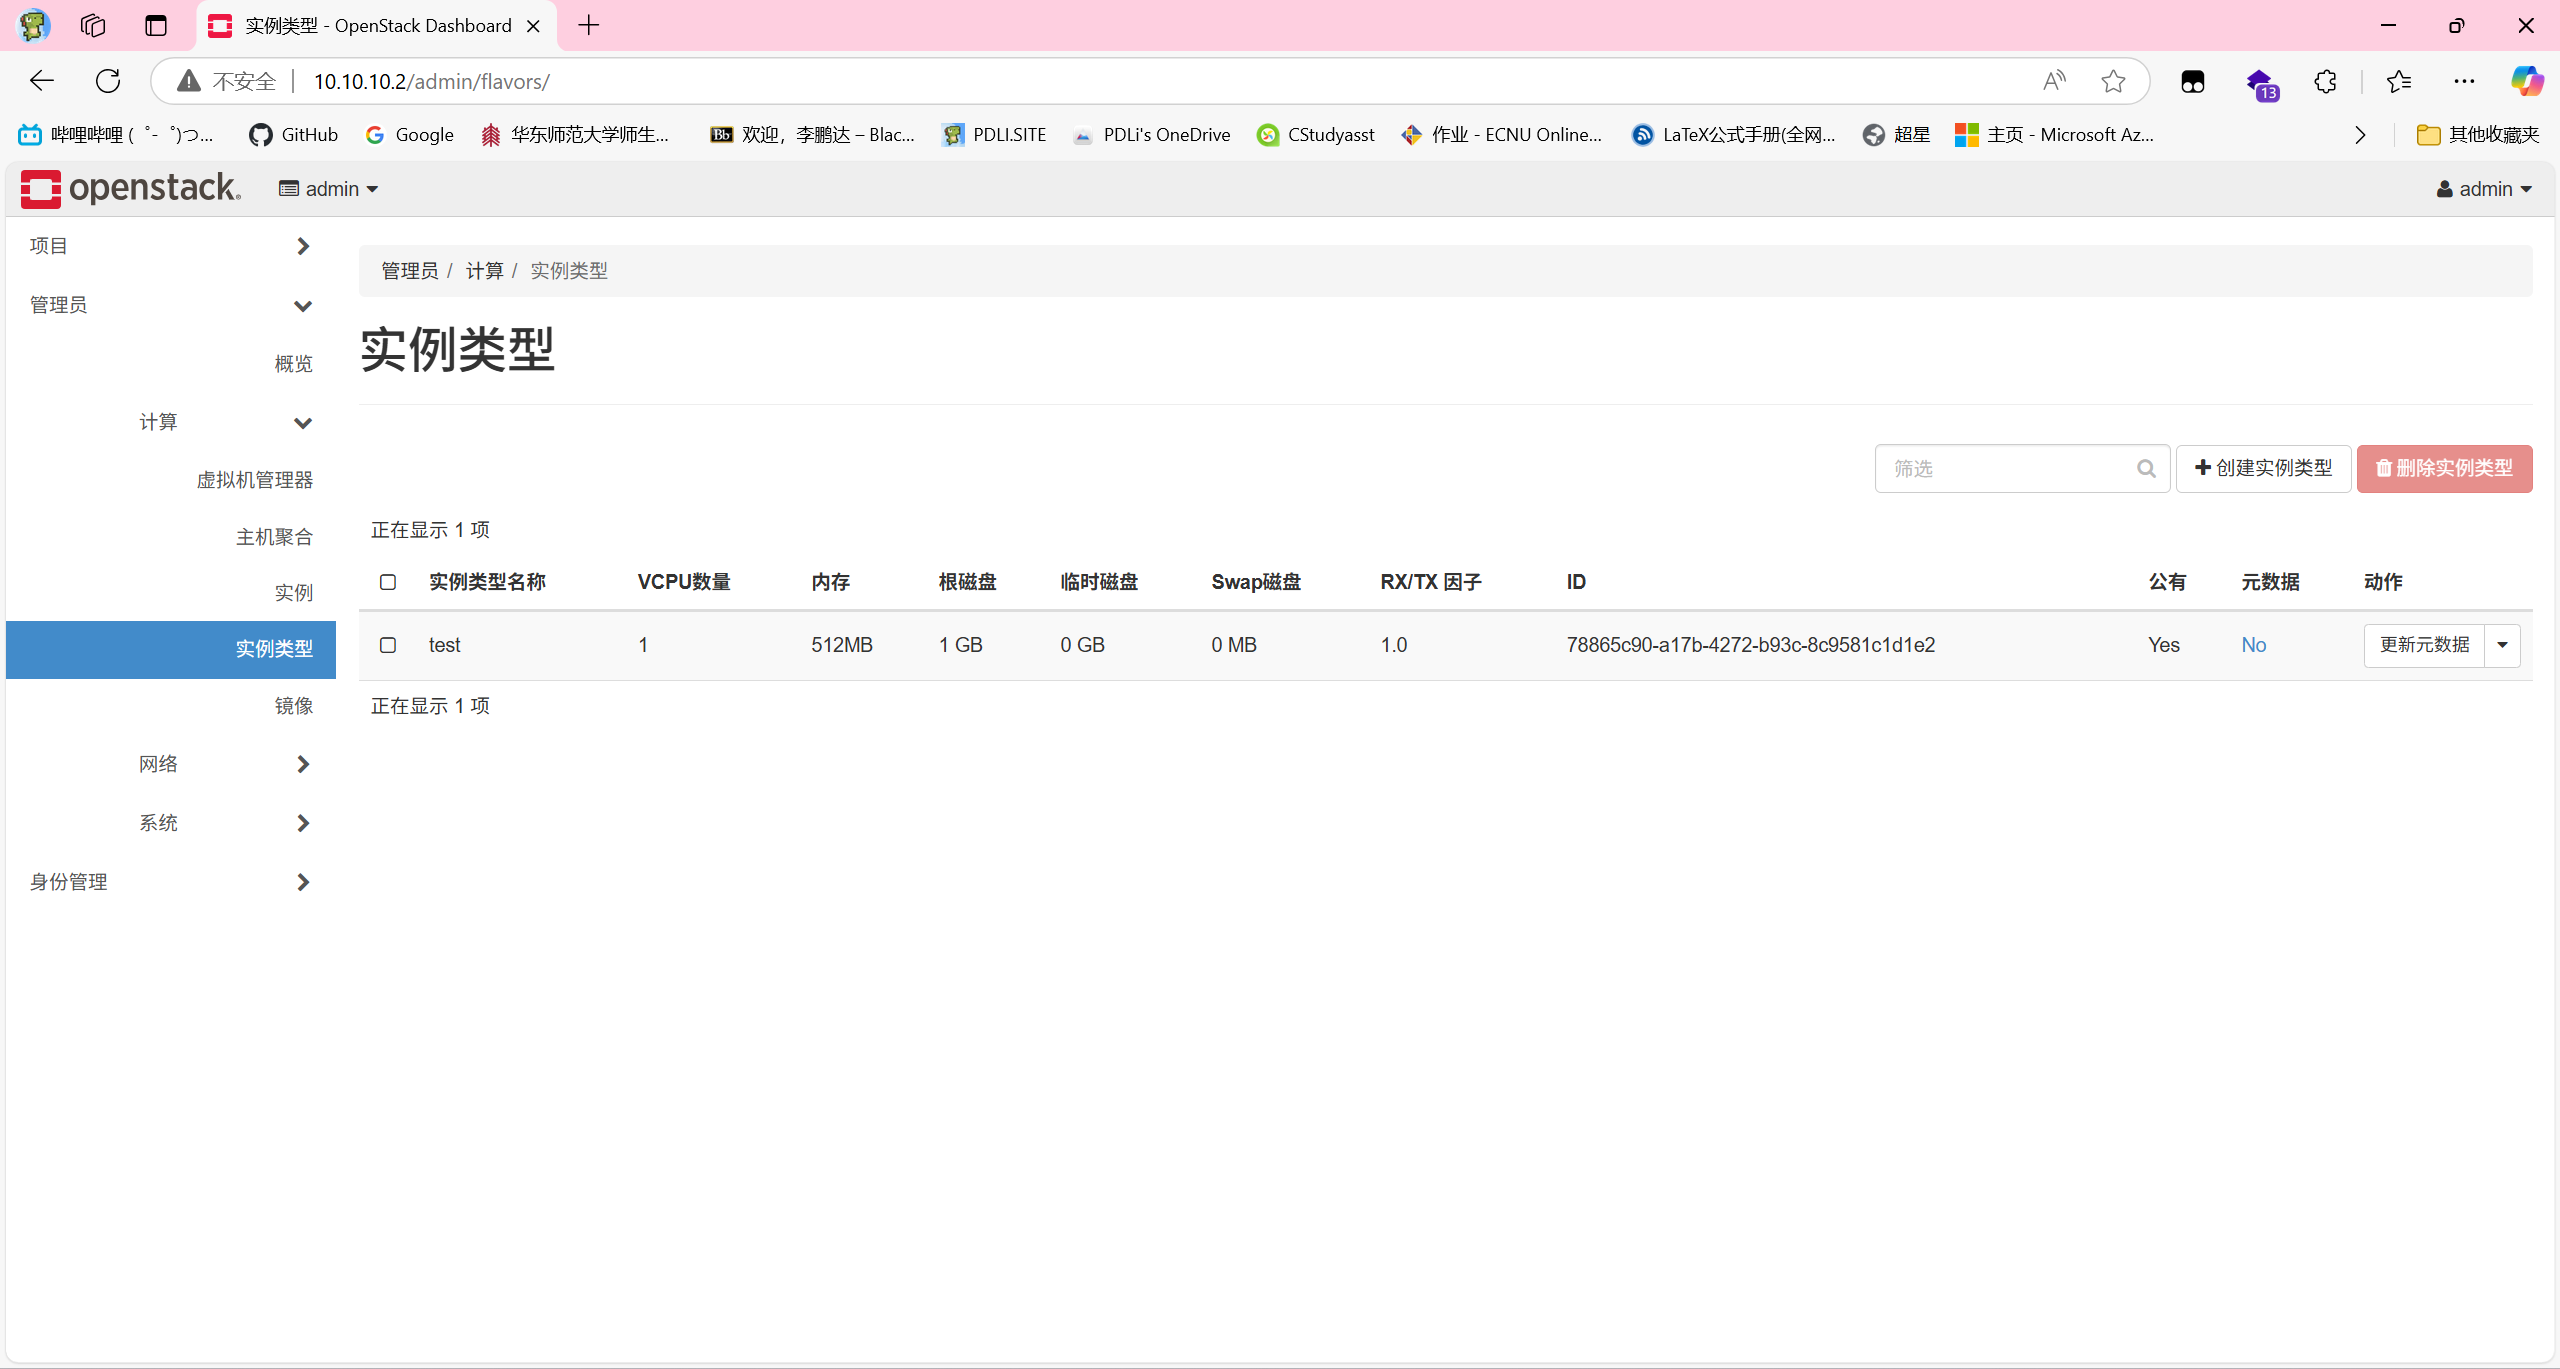 实例类型 - OpenStack Dashboard
不安全 10.10.10.2/admin/flavors/
13
哔哩哔哩 ( ゜- ゜)つ... GitHub Google 华东师范大学师生... 欢迎，李鹏达 – Blac... PDLI.SITE PDLi's OneDrive CStudyasst 作业 - ECNU Online... LaTeX公式手册(全网... 超星 主页 - Microsoft Az... 其他收藏夹
openstack. admin admin
项目
管理员
概览
计算
虚拟机管理器
主机聚合
实例
实例类型
镜像
网络
系统
身份管理
管理员 / 计算 / 实例类型
实例类型
筛选 创建实例类型 删除实例类型
正在显示 1 项
实例类型名称 VCPU数量 内存 根磁盘 临时磁盘 Swap磁盘 RX/TX 因子 ID 公有 元数据 动作
test 1 512MB 1 GB 0 GB 0 MB 1.0 78865c90-a17b-4272-b93c-8c9581c1d1e2 Yes No 更新元数据
正在显示 1 项